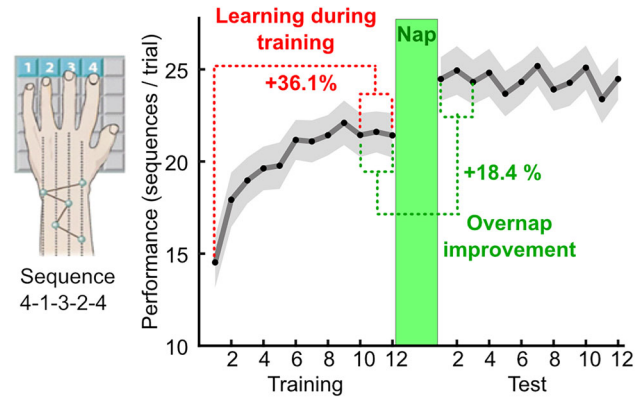 1 2 3 4
Sequence
4-1-3-2-4
Performance (sequences / trial)
25
20
15
10
Learning during
training
+36.1%
Nap
+18.4 %
Overnap
improvement
2 4 6 8 10 12
Training
2 4 6 8 10 12
Test